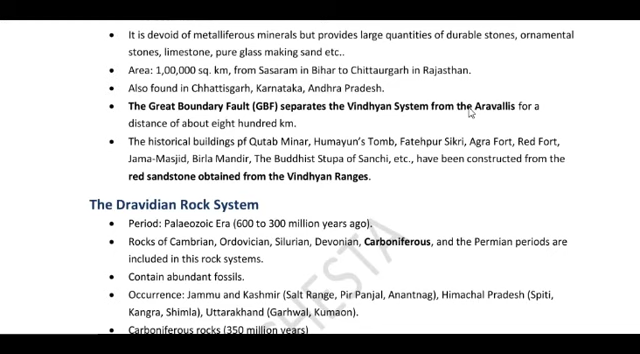 • It is devoid of metalliferous minerals but provides large quantities of durable stones, ornamental
stones, limestone, pure glass making sand etc..
• Area: 1,00,000 sq. km, from Sasaram in Bihar to Chittaurgarh in Rajasthan.
• Also found in Chhattisgarh, Karnataka, Andhra Pradesh.
• The Great Boundary Fault (GBF) separates the Vindhyan System from the Aravallis for a
distance of about eight hundred km.
• The historical buildings pf Qutab Minar, Humayun's Tomb, Fatehpur Sikri, Agra Fort, Red Fort,
Jama-Masjid, Birla Mandir, The Buddhist Stupa of Sanchi, etc., have been constructed from the
red sandstone obtained from the Vindhyan Ranges.
The Dravidian Rock System
• Period: Palaeozoic Era (600 to 300 million years ago).
• Rocks of Cambrian, Ordovician, Silurian, Devonian, Carboniferous, and the Permian periods are
included in this rock systems.
• Contain abundant fossils.
• Occurrence: Jammu and Kashmir (Salt Range, Pir Panjal, Anantnag), Himachal Pradesh (Spiti,
Kangra, Shimla), Uttarakhand (Garhwal, Kumaon).
• Carboniferous rocks (350 million years)